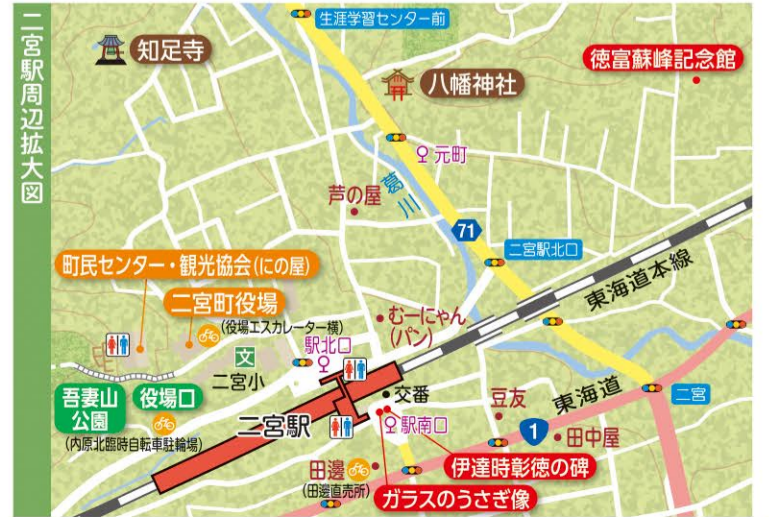 二宮駅周辺拡大図
生涯学習センター前
知足寺
八幡神社
徳富蘇峰記念館
元町
芦の屋
葛川
71
二宮駅北口
東海道本線
町民センター・観光協会(にの屋)
二宮町役場
(役場エスカレーター横)
むーにゃん
(パン)
駅北口
文
二宮小
吾妻山
公園
役場口
(内原北臨時自転車駐輪場)
二宮駅
交番
駅南口
豆友
東海道
二宮
1
田中屋
伊達時彰徳の碑
田邊
(田邊直売所)
ガラスのうさぎ像